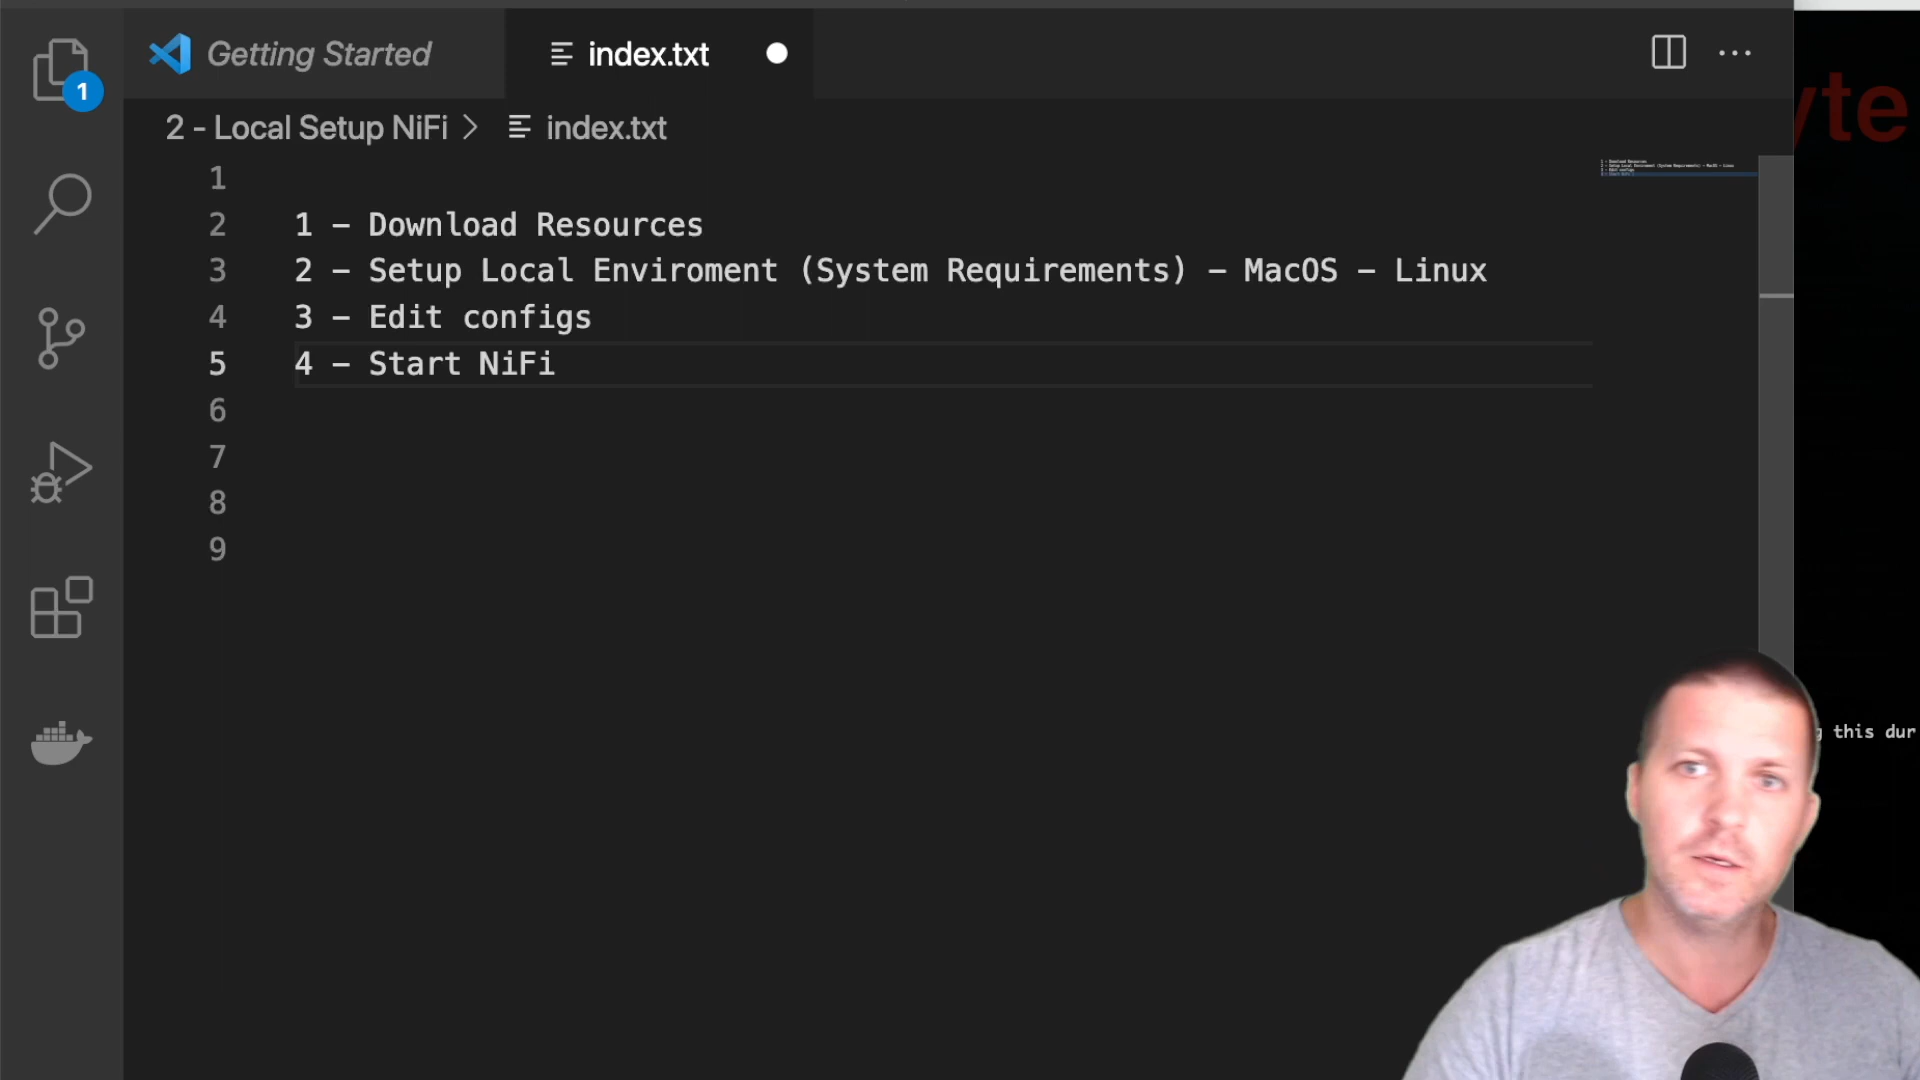 Getting Started
index.txt
1
2 - Local Setup NiFi > index.txt
1
2 1 - Download Resources
3 2 - Setup Local Enviroment (System Requirements) - MacOS - Linux
4 3 - Edit configs
5 4 - Start NiFi
6
7
8
9
yte
this dur